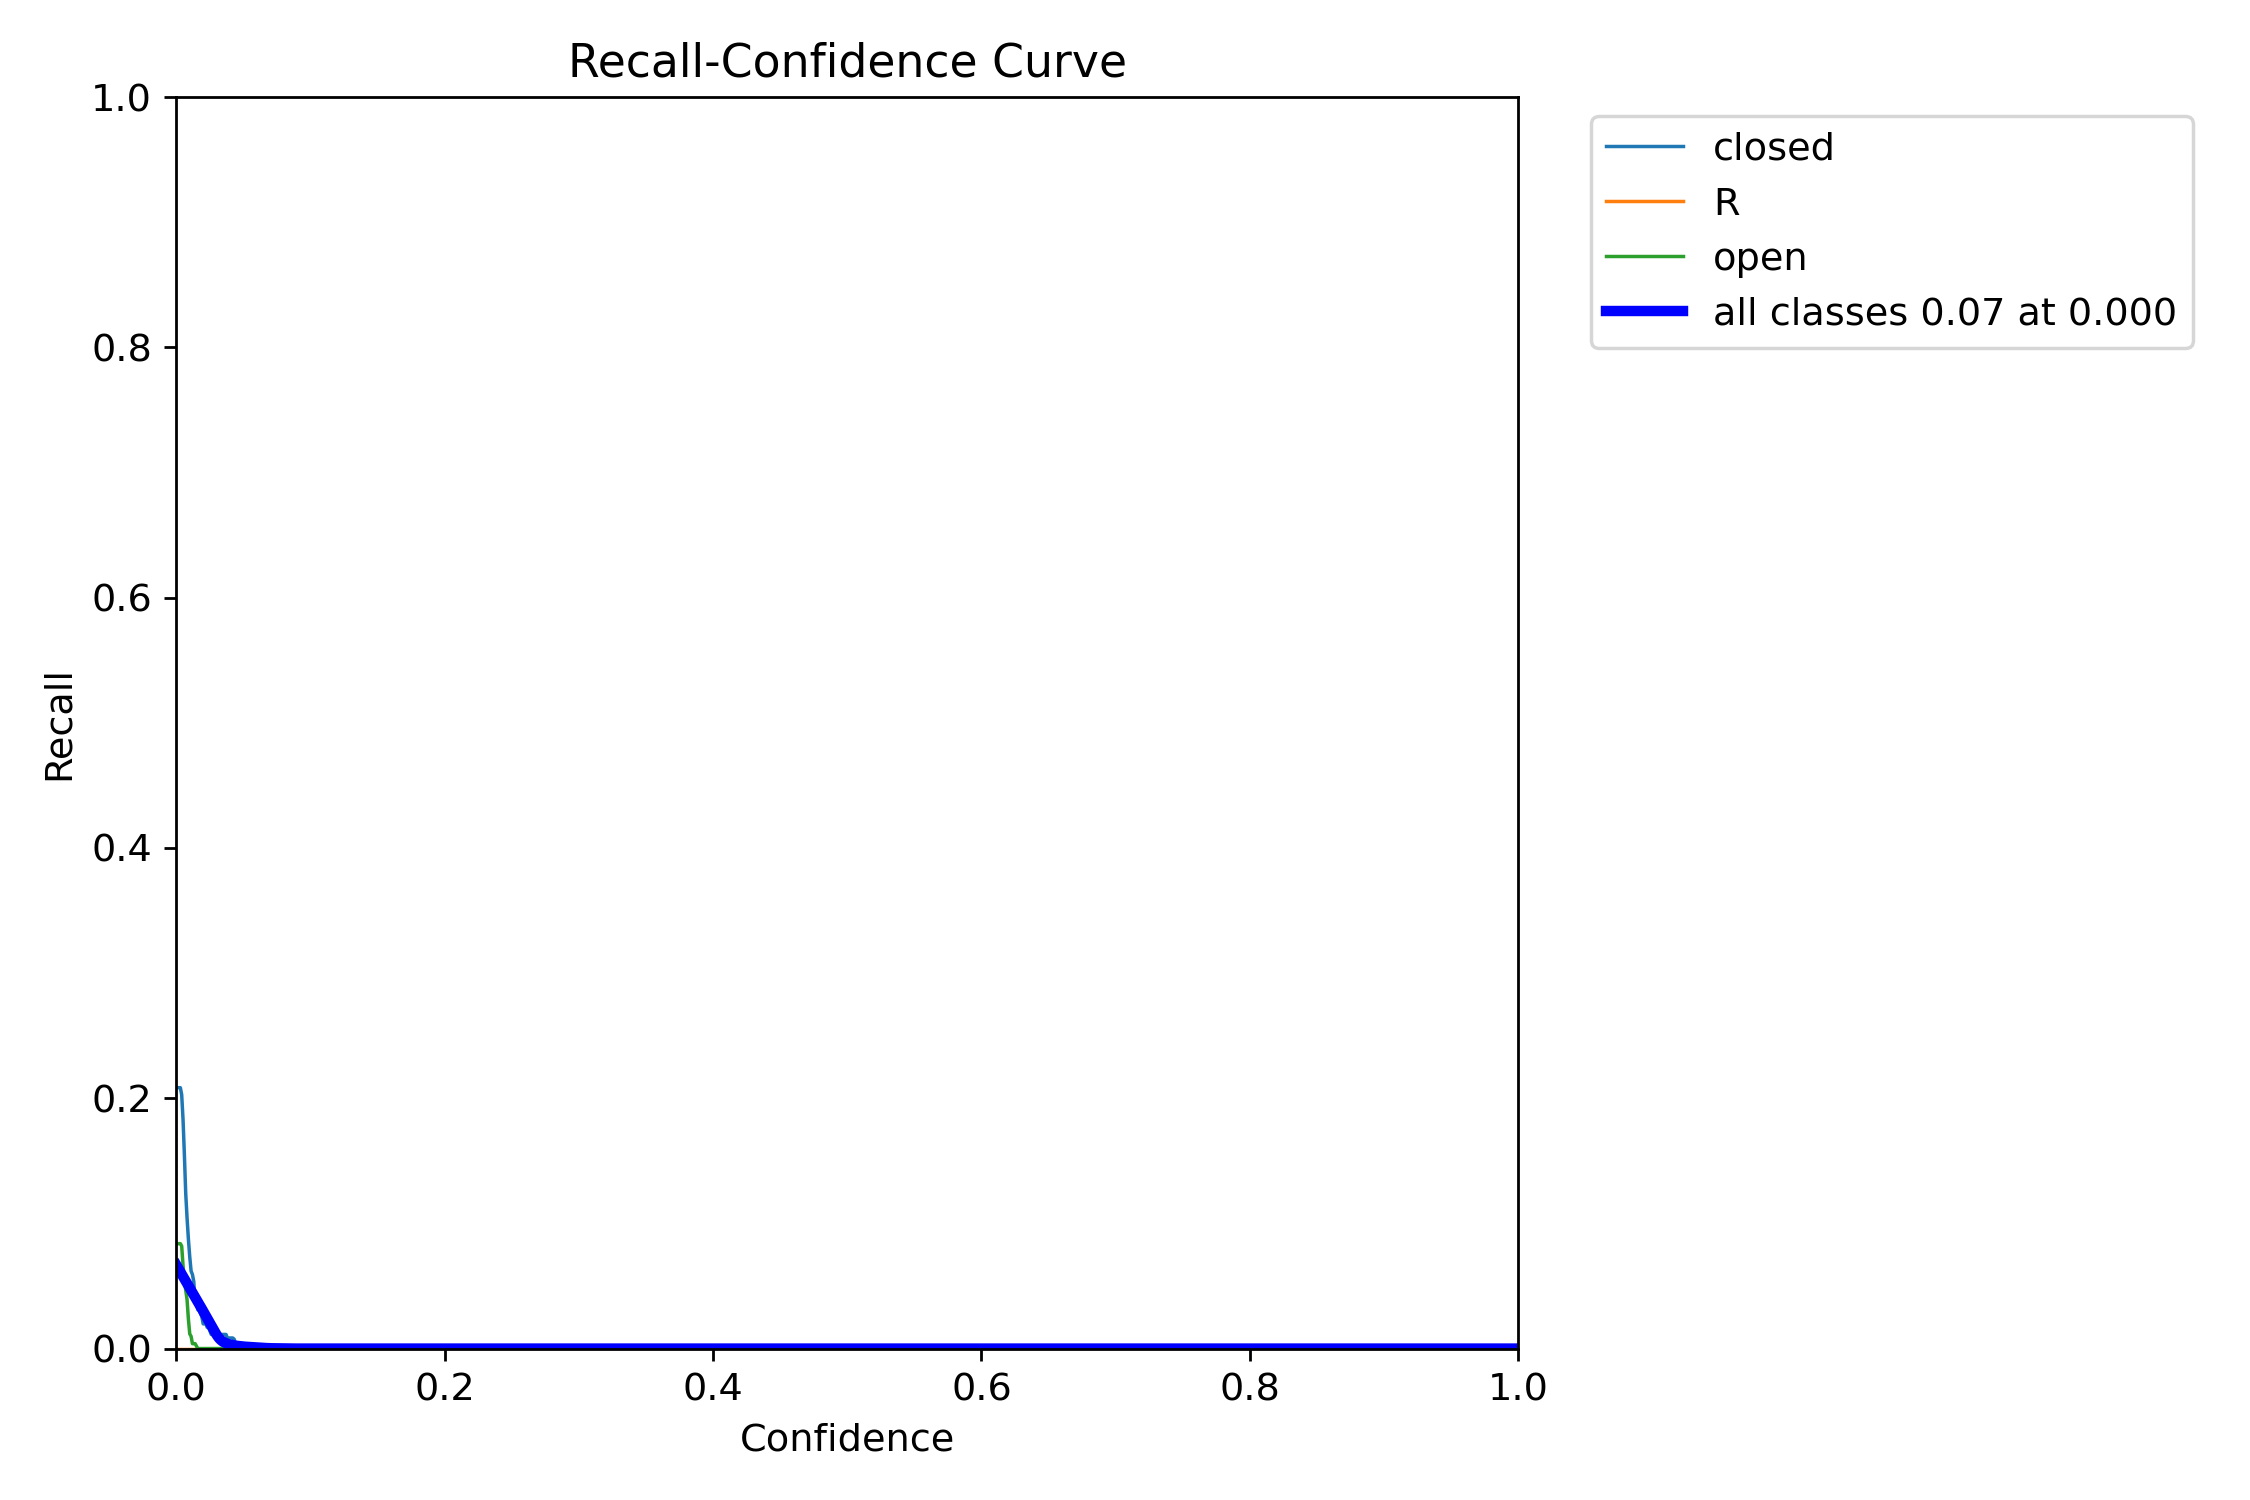 Recall-Confidence Curve
1.0
0.8
0.6
0.4
0.2
0.0
Recall
0.0 0.2 0.4 0.6 0.8 1.0
Confidence
closed
R
open
all classes 0.07 at 0.000